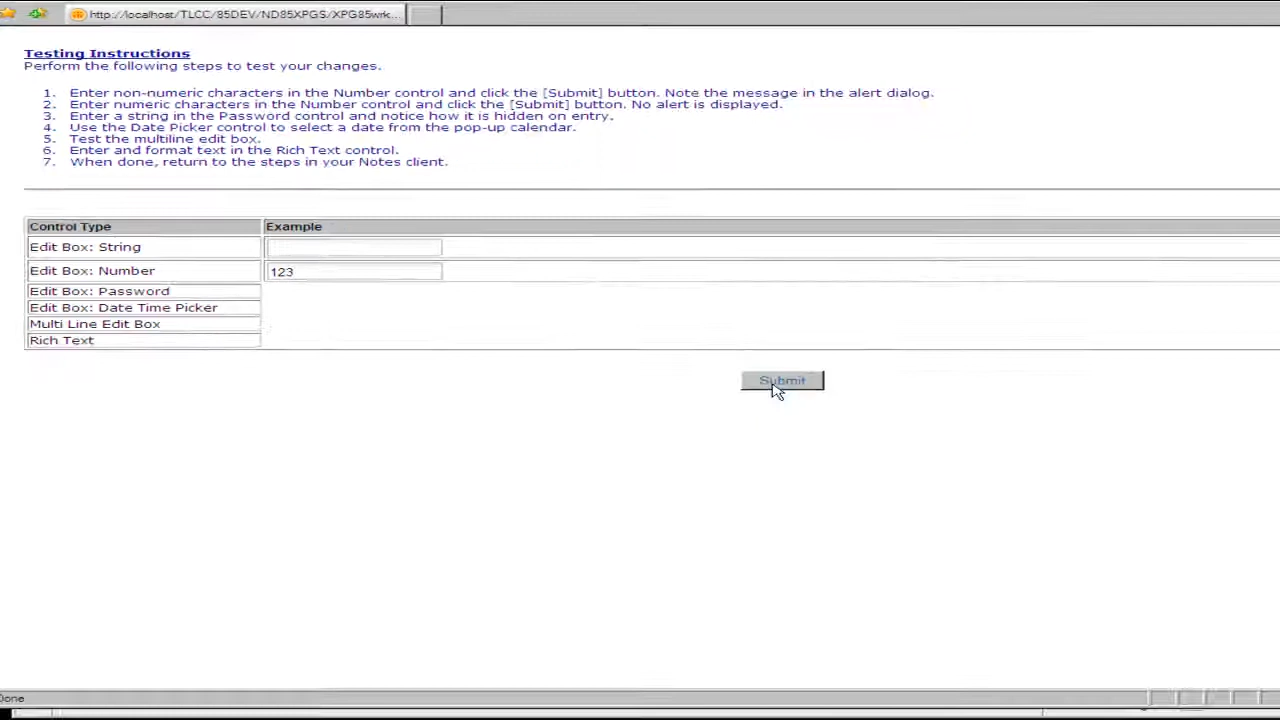 http://localhost/TLCC/85DEV/ND85XPGS/XPG85wrk...
Testing Instructions
Perform the following steps to test your changes.
1. Enter non-numeric characters in the Number control and click the [Submit] button. Note the message in the alert dialog.
2. Enter numeric characters in the Number control and click the [Submit] button. No alert is displayed.
3. Enter a string in the Password control and notice how it is hidden on entry.
4. Use the Date Picker control to select a date from the pop-up calendar.
5. Test the multiline edit box.
6. Enter and format text in the Rich Text control.
7. When done, return to the steps in your Notes client.
Control Type Example
Edit Box: String
Edit Box: Number 123
Edit Box: Password
Edit Box: Date Time Picker
Multi Line Edit Box
Rich Text
Submit
Done